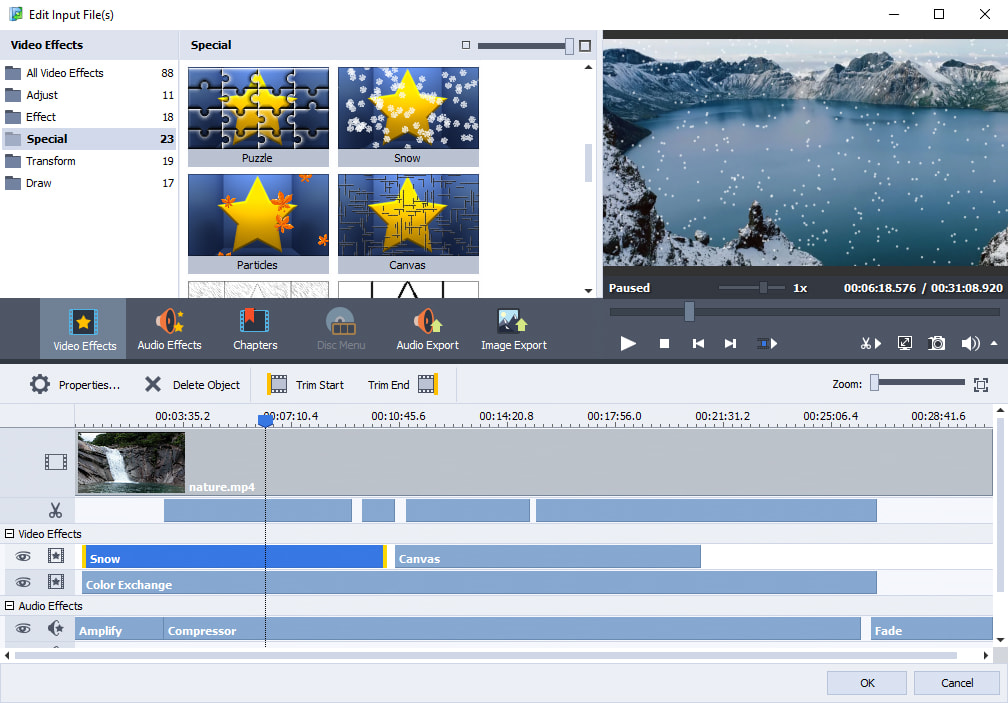 Edit Input File(s)
Video Effects
Special
All Video Effects 88
Adjust 11
Effect 18
Special 23
Transform 19
Draw 17
Puzzle
Snow
Particles
Canvas
Paused
1x
00:06:18.576 / 00:31:08.920
Video Effects
Audio Effects
Chapters
Disc Menu
Audio Export
Image Export
Properties...
Delete Object
Trim Start
Trim End
Zoom:
00:03:35.2 00:07:10.4 00:10:45.6 00:14:20.8 00:17:56.0 00:21:31.2 00:25:06.4 00:28:41.6
nature.mp4
Video Effects
Snow
Canvas
Color Exchange
Audio Effects
Amplify
Compressor
Fade
OK
Cancel